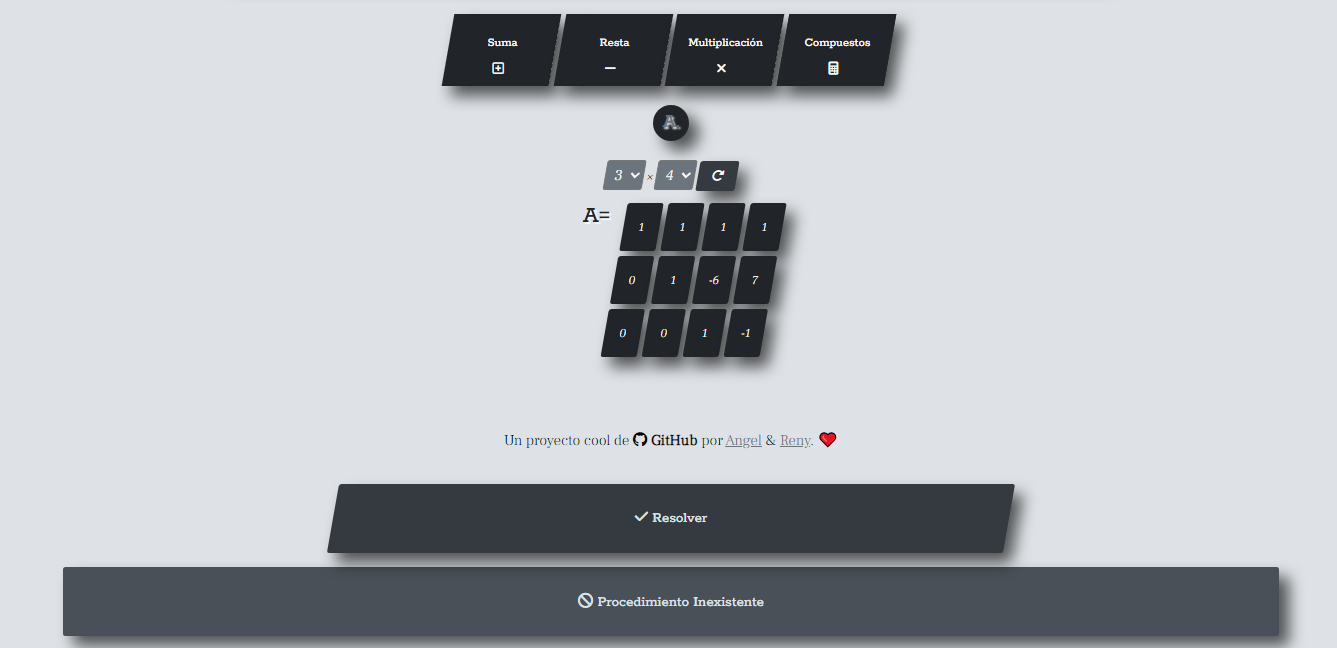 Suma Resta Multiplicación Compuestos
A.
3 × 4
A= 1 1 1 1
0 1 -6 7
0 0 1 -1
Un proyecto cool de GitHub por Angel & Reny.
Resolver
Procedimiento Inexistente